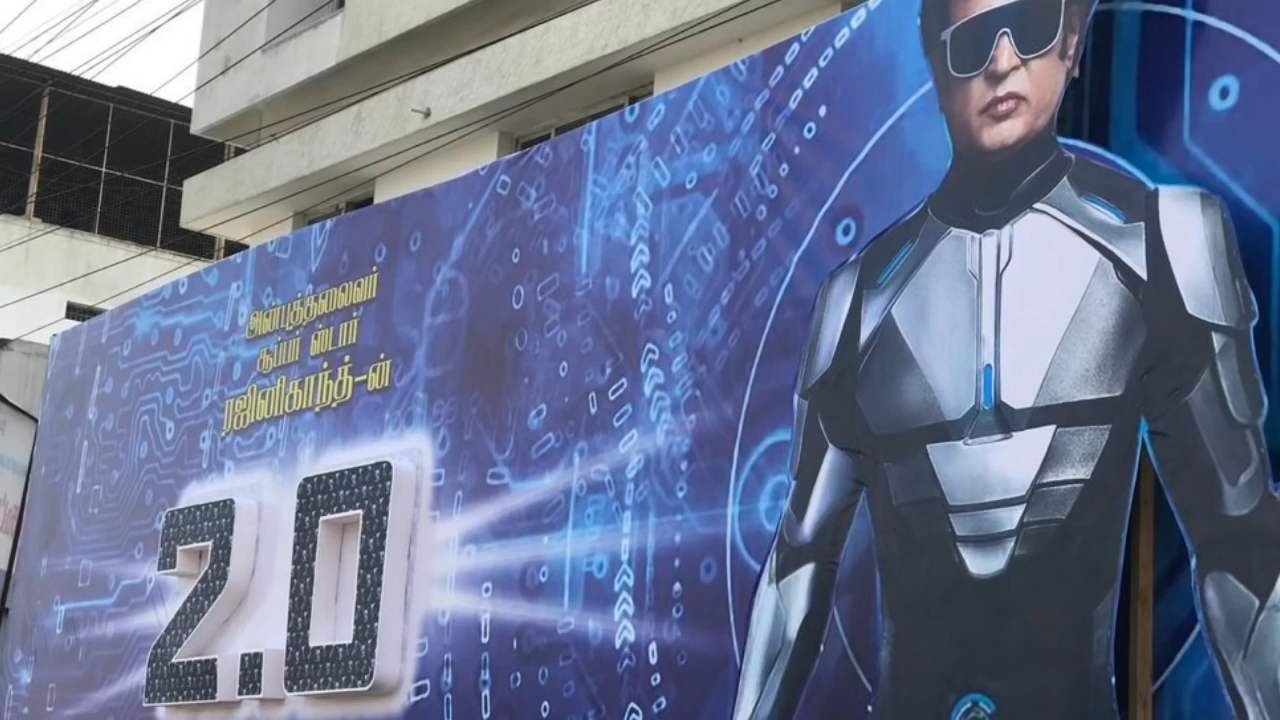 அன்புத்தலைவர்
சூப்பர் ஸ்டார்
ரஜினிகாந்த்-ன்
2.0